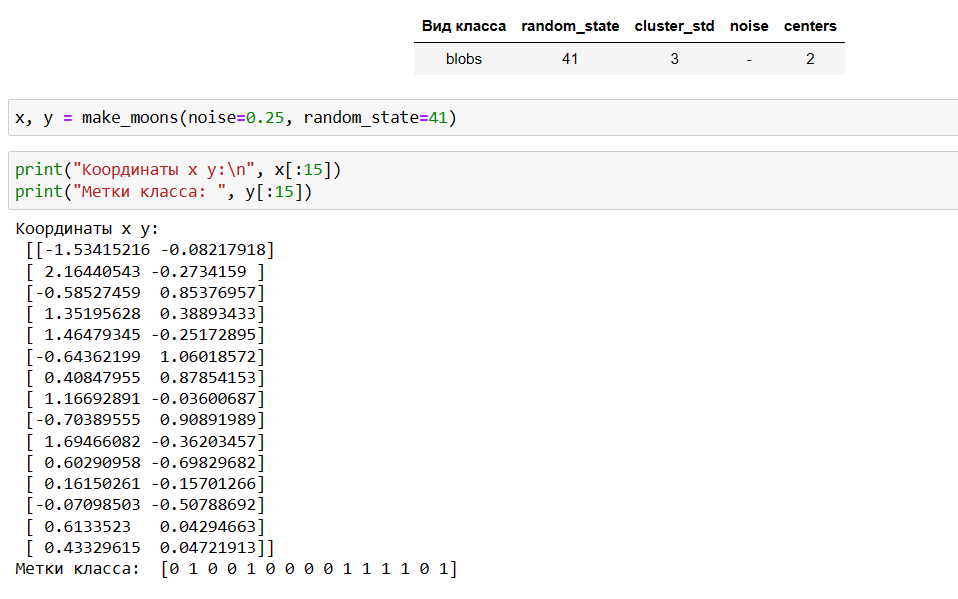 Вид класса random_state cluster_std noise centers
blobs 41 3 - 2
x, y = make_moons(noise=0.25, random_state=41)
print("Координаты x y:\n", x[:15])
print("Метки класса: ", y[:15])
Координаты x y:
[[-1.53415216 -0.08217918]
[ 2.16440543 -0.2734159 ]
[-0.58527459  0.85376957]
[ 1.35195628  0.38893433]
[ 1.46479345 -0.25172895]
[-0.64362199  1.06018572]
[ 0.40847955  0.87854153]
[ 1.16692891 -0.03600687]
[-0.70389555  0.90891989]
[ 1.69466082 -0.36203457]
[ 0.60290958 -0.69829682]
[ 0.16150261 -0.15701266]
[-0.07098503 -0.50788692]
[ 0.6133523   0.04294663]
[ 0.43329615  0.04721913]]
Метки класса:  [0 1 0 0 1 0 0 0 0 1 1 1 1 0 1]